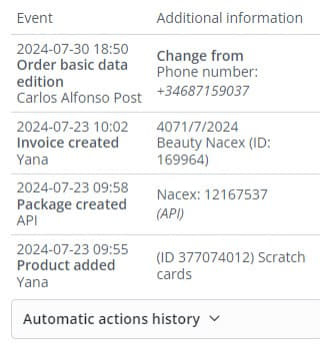 Event
Additional information
2024-07-30 18:50
Order basic data
edition
Carlos Alfonso Post
Change from
Phone number:
+34687159037
2024-07-23 10:02
Invoice created
Yana
4071/7/2024
Beauty Nacex (ID:
169964)
2024-07-23 09:58
Package created
API
Nacex: 12167537
(API)
2024-07-23 09:55
Product added
Yana
(ID 377074012) Scratch
cards
Automatic actions history